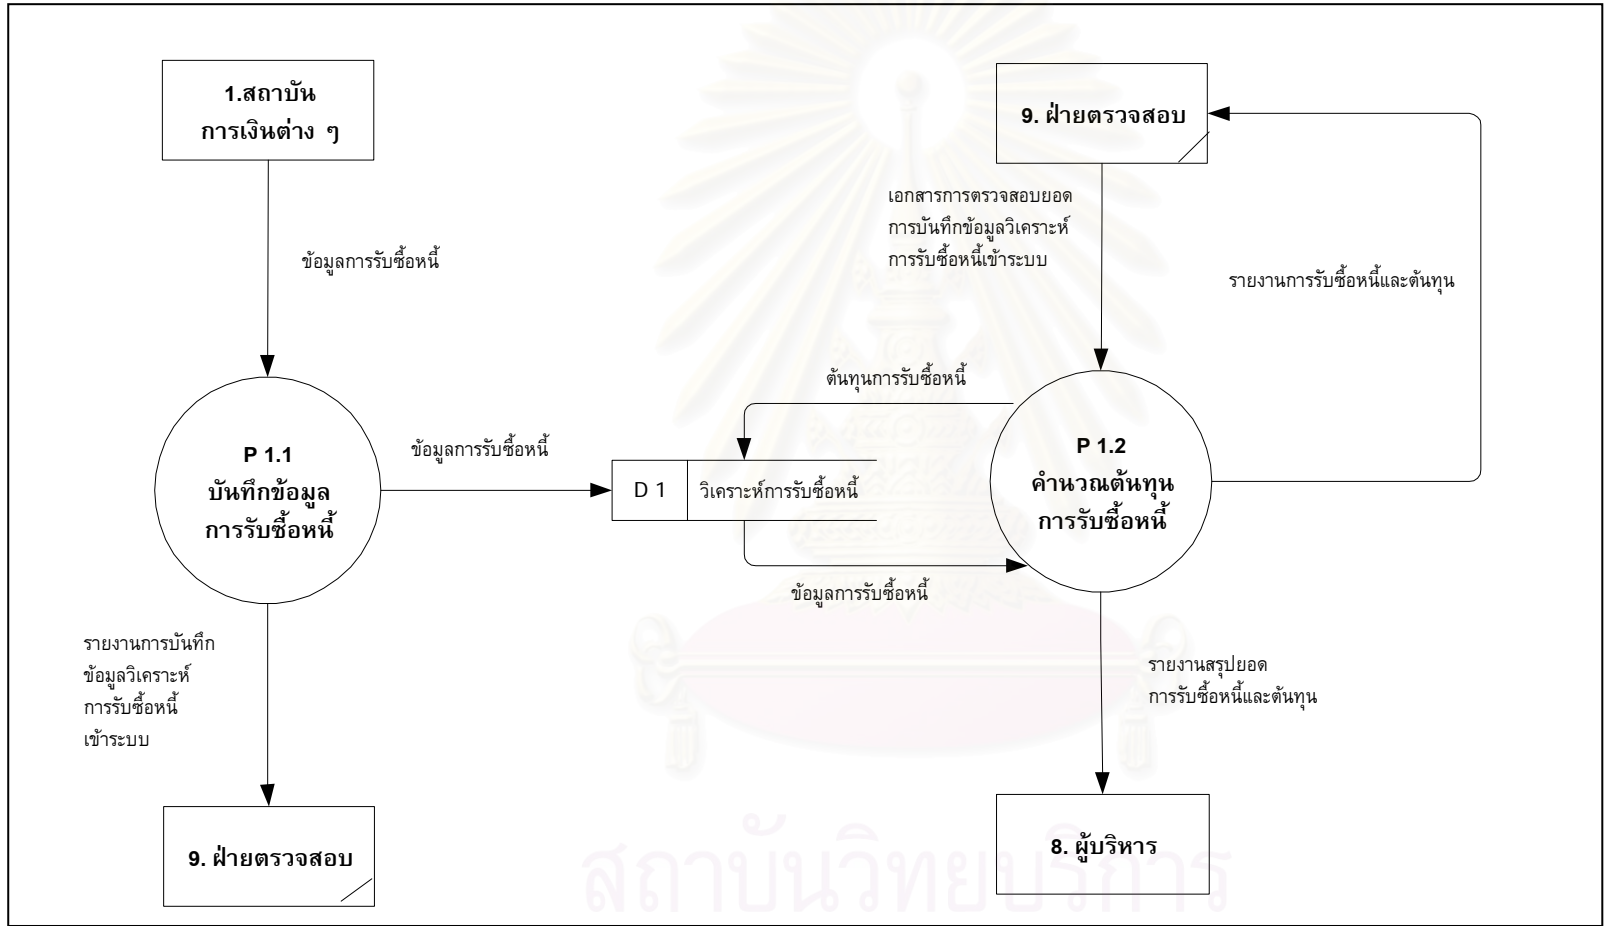 1.สถาบัน
การเงินต่าง ๆ
9. ฝ่ายตรวจสอบ
เอกสารการตรวจสอบยอด
การบันทึกข้อมูลวิเคราะห์
การรับซื้อหนี้เข้าระบบ
ข้อมูลการรับซื้อหนี้
รายงานการรับซื้อหนี้และต้นทุน
ต้นทุนการรับซื้อหนี้
P 1.1
บันทึกข้อมูล
การรับซื้อหนี้
ข้อมูลการรับซื้อหนี้
D 1
วิเคราะห์การรับซื้อหนี้
P 1.2
คำนวณต้นทุน
การรับซื้อหนี้
ข้อมูลการรับซื้อหนี้
รายงานการบันทึก
ข้อมูลวิเคราะห์
การรับซื้อหนี้
เข้าระบบ
รายงานสรุปยอด
การรับซื้อหนี้และต้นทุน
9. ฝ่ายตรวจสอบ
8. ผู้บริหาร
สถาบันวิทยบริการ